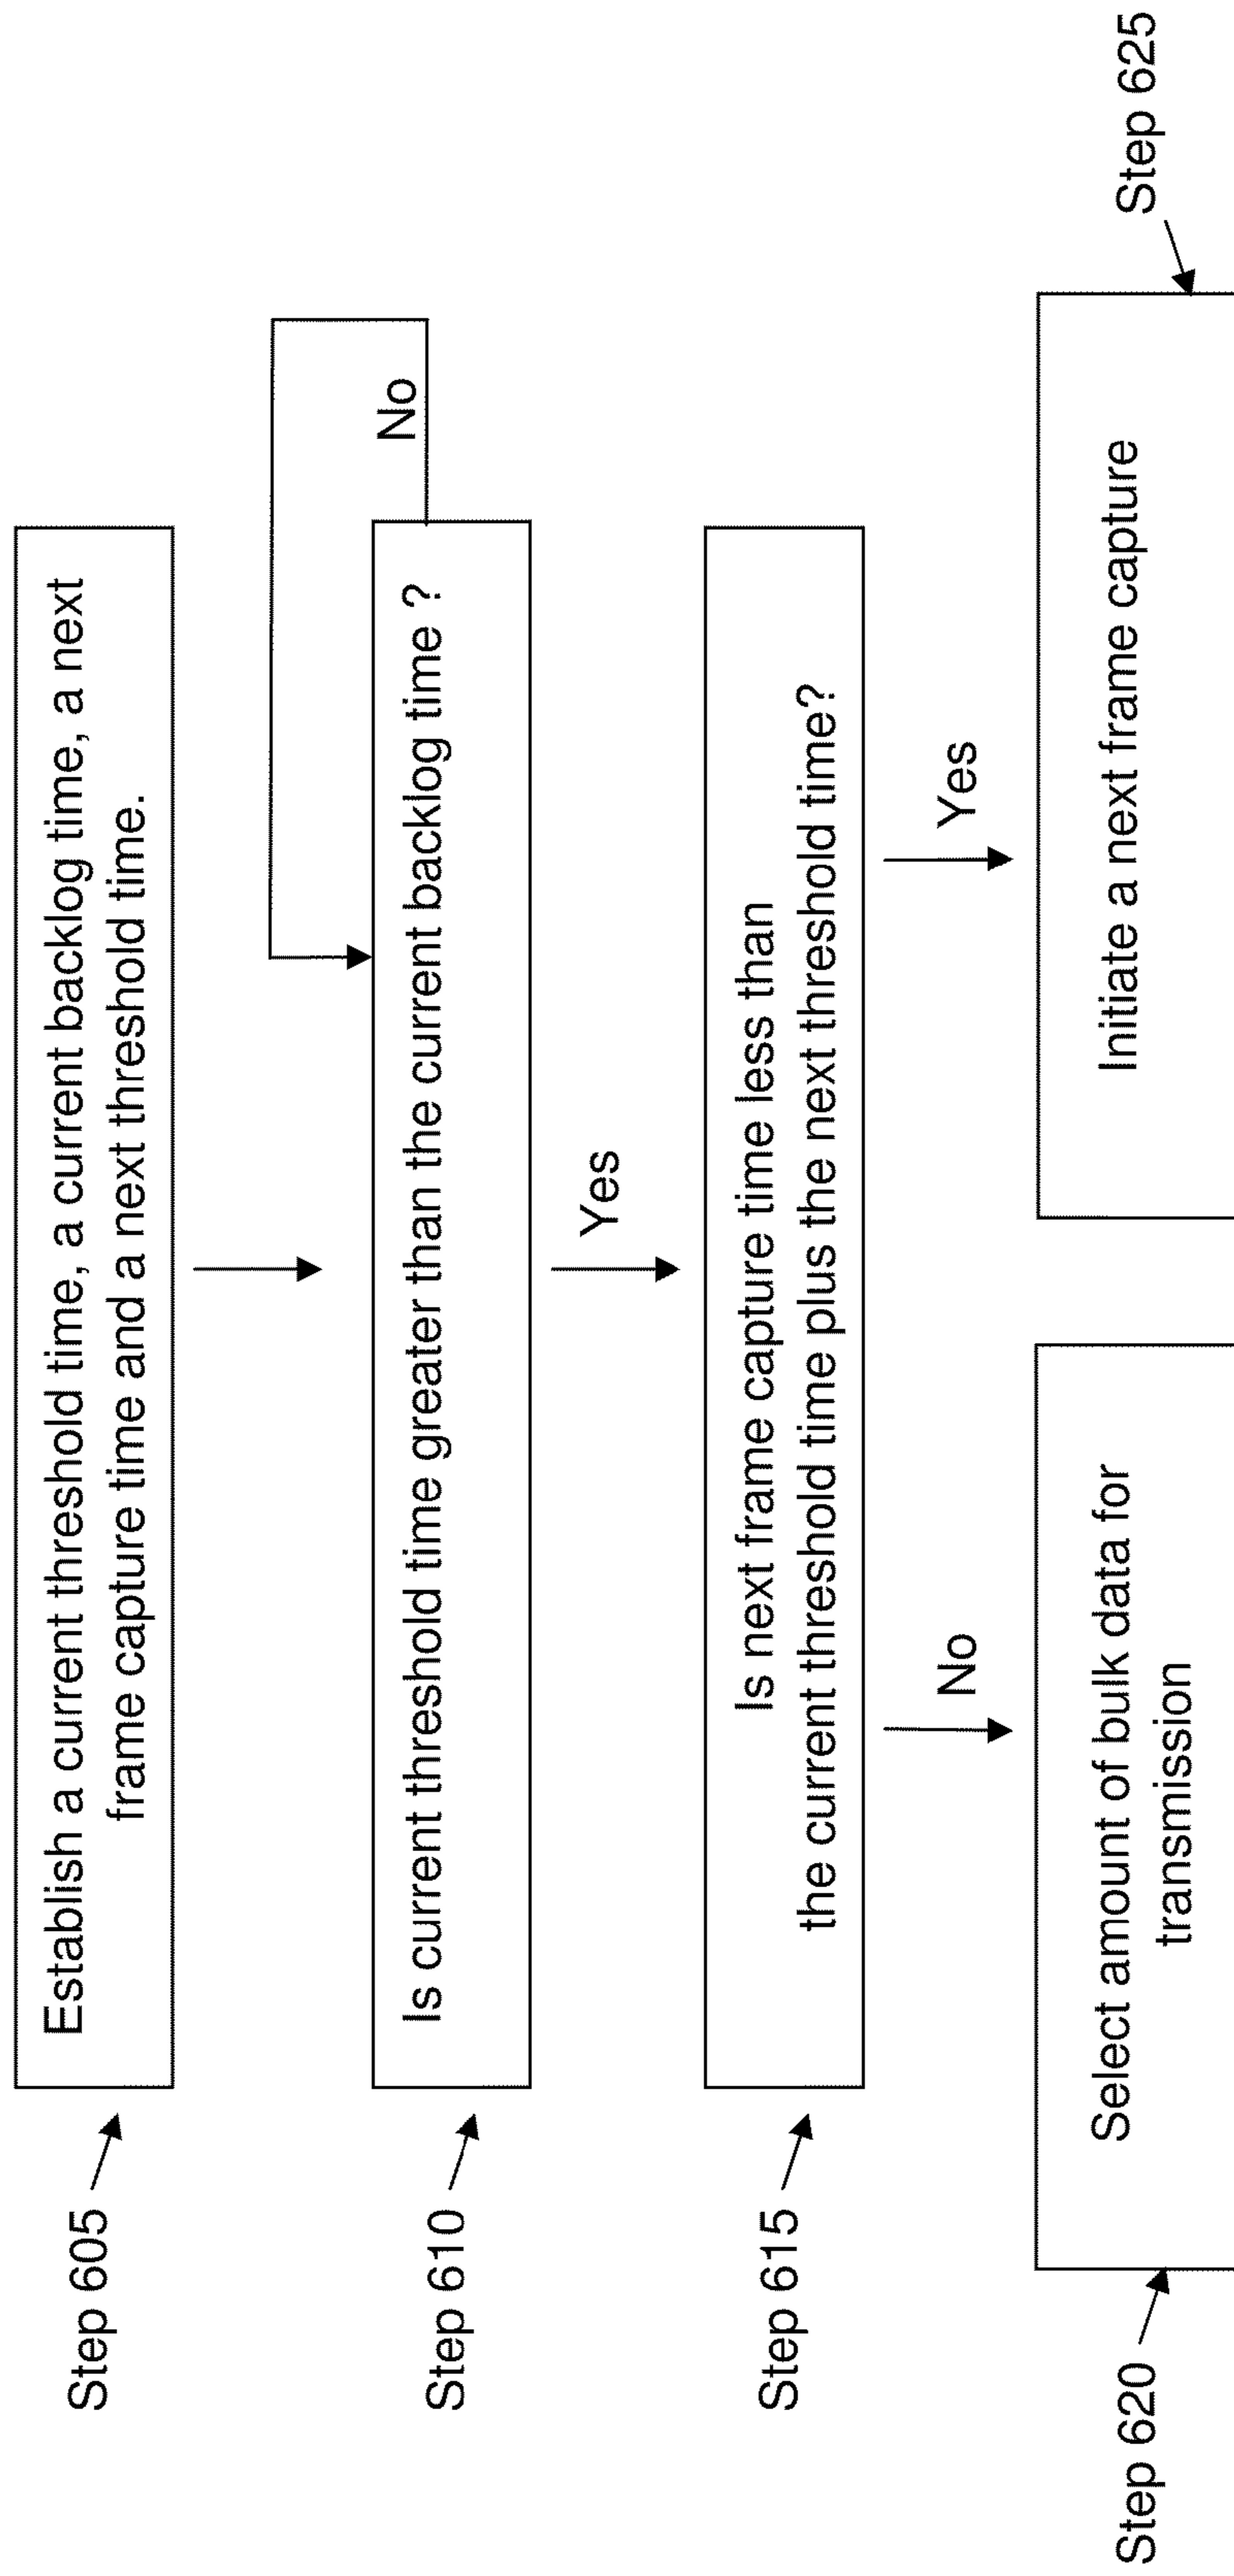 Step 605
Establish a current threshold time, a current backlog time, a next
frame capture time and a next threshold time.
Step 610
Is current threshold time greater than the current backlog time ?
No
Yes
Step 615
Is next frame capture time less than
the current threshold time plus the next threshold time?
No
Yes
Step 620
Select amount of bulk data for
transmission
Initiate a next frame capture
Step 625